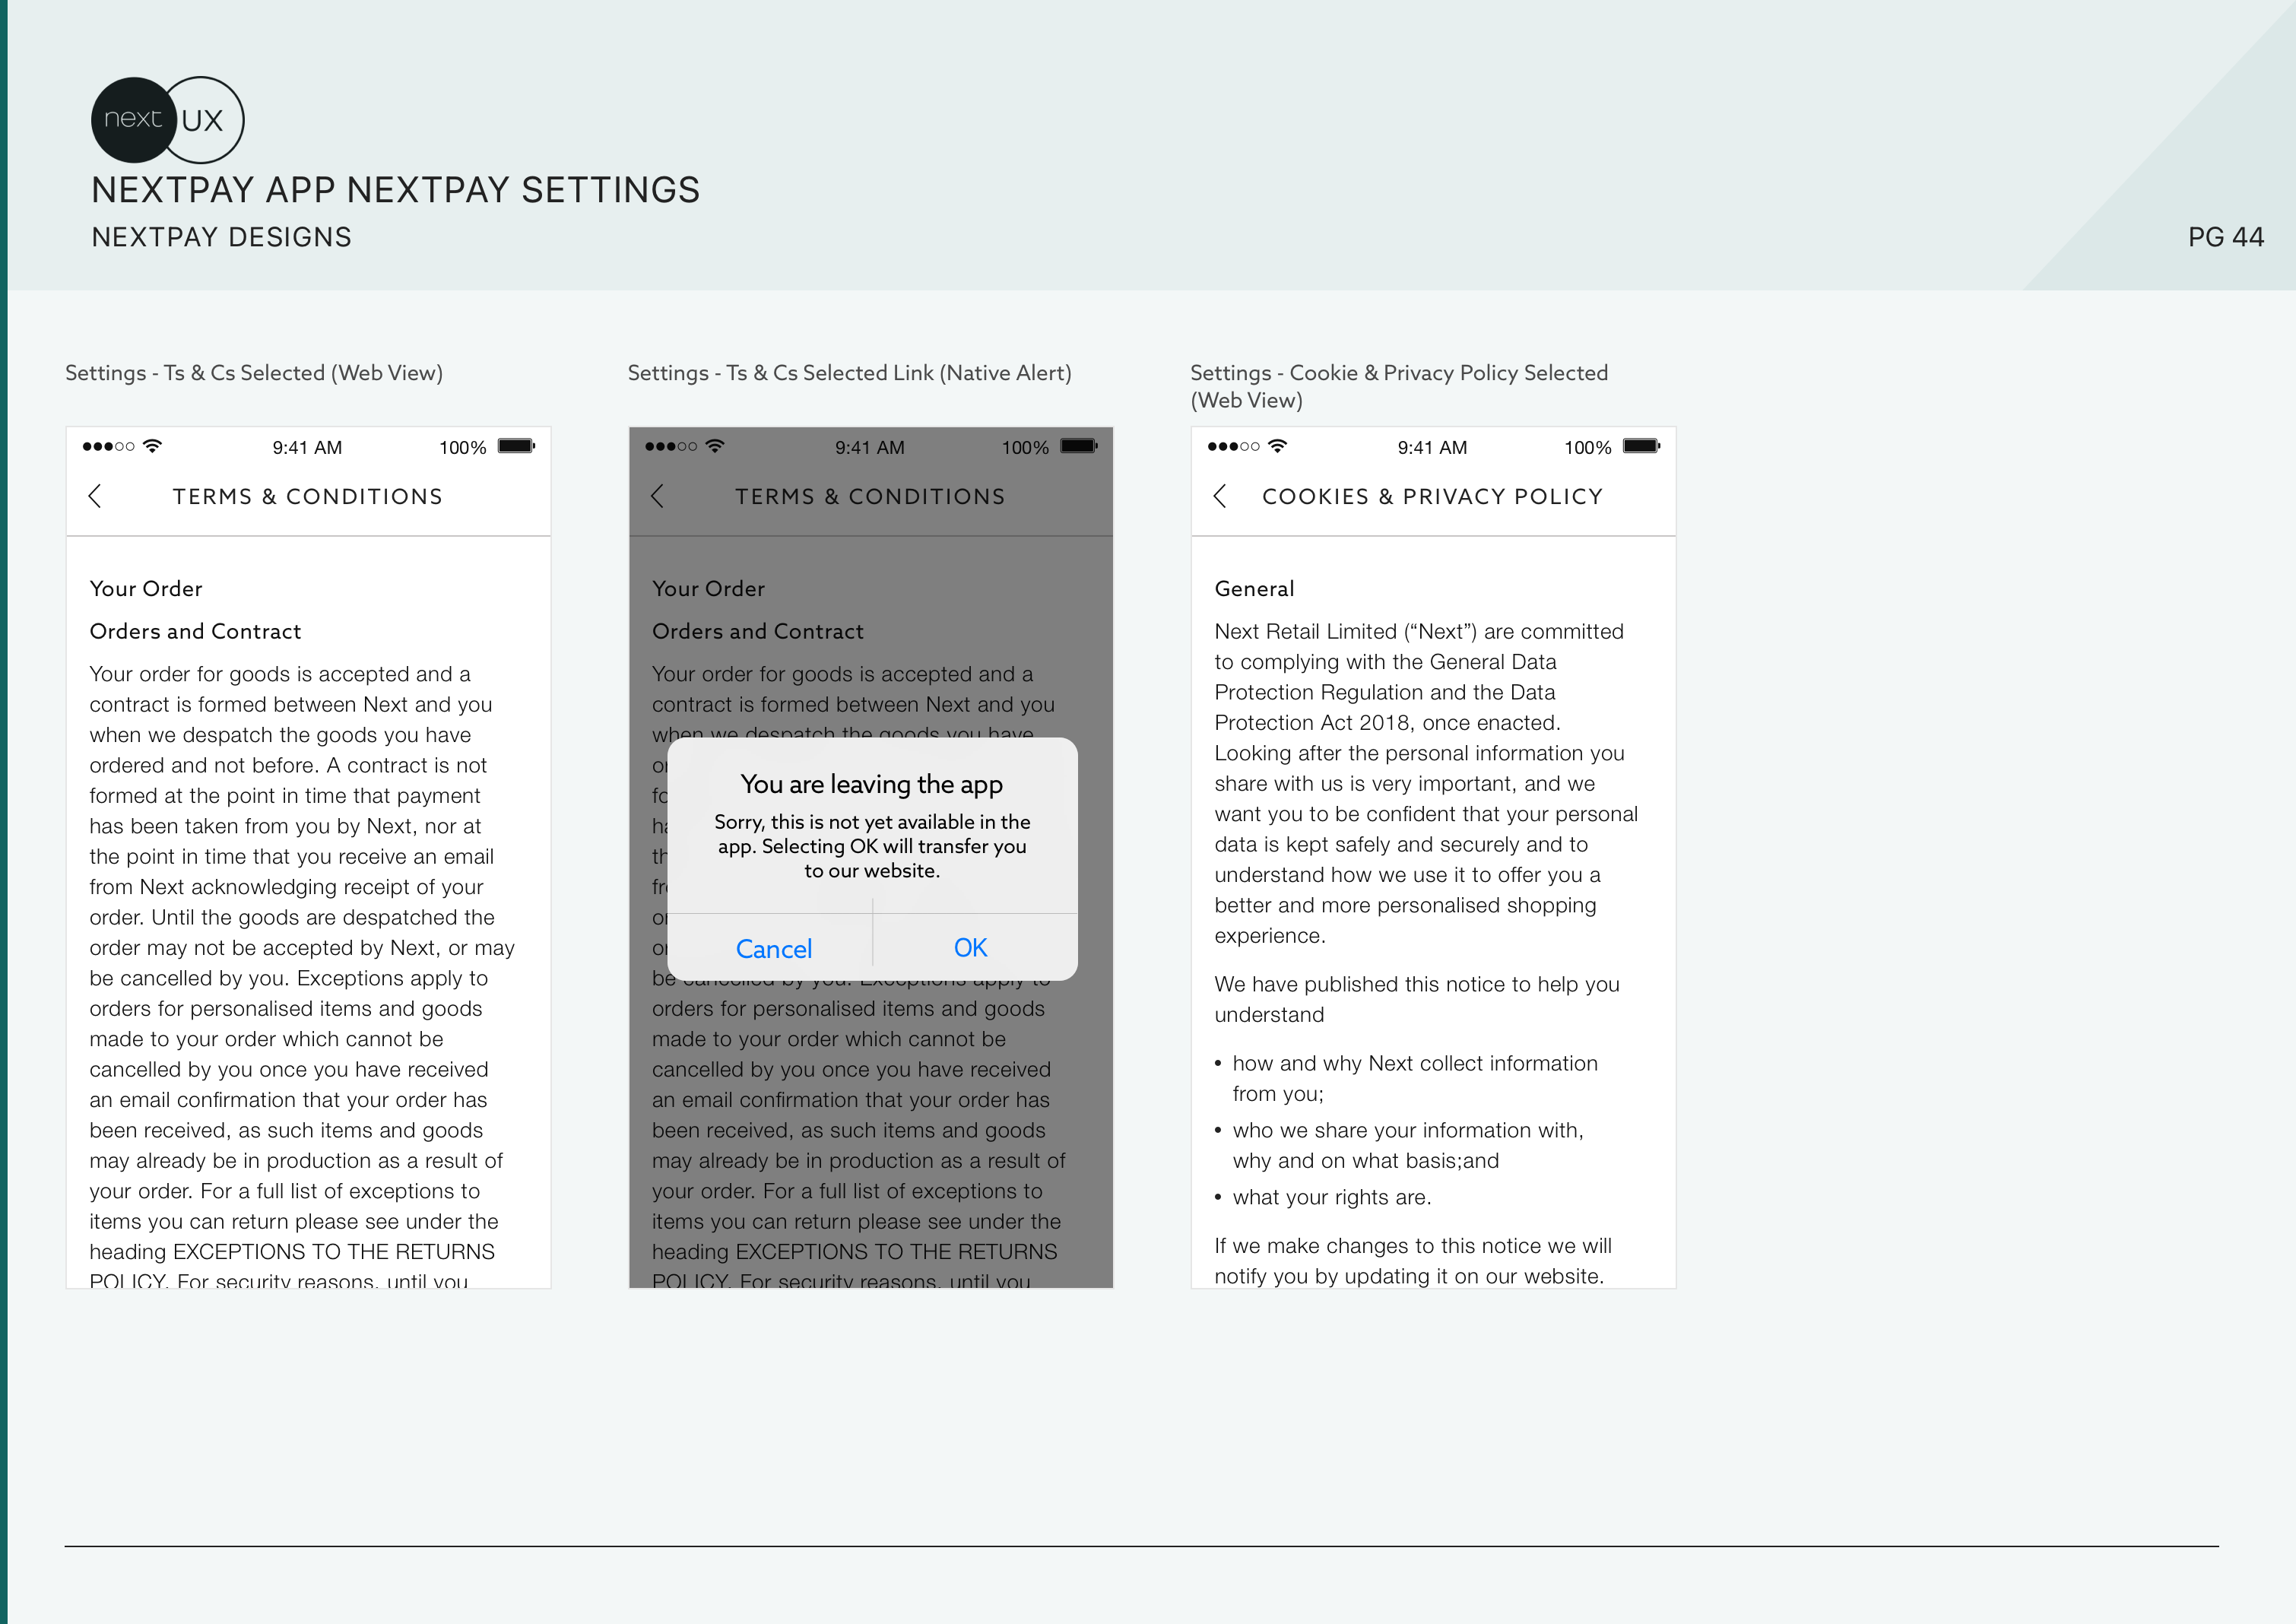 next UX
NEXTPAY APP NEXTPAY SETTINGS
NEXTPAY DESIGNS
PG 44
Settings - Ts & Cs Selected (Web View)
9:41 AM
100%
TERMS & CONDITIONS
Your Order
Orders and Contract
Your order for goods is accepted and a
contract is formed between Next and you
when we despatch the goods you have
ordered and not before. A contract is not
formed at the point in time that payment
has been taken from you by Next, nor at
the point in time that you receive an email
from Next acknowledging receipt of your
order. Until the goods are despatched the
order may not be accepted by Next, or may
be cancelled by you. Exceptions apply to
orders for personalised items and goods
made to your order which cannot be
cancelled by you once you have received
an email confirmation that your order has
been received, as such items and goods
may already be in production as a result of
your order. For a full list of exceptions to
items you can return please see under the
heading EXCEPTIONS TO THE RETURNS
POLICY. For security reasons, until you
Settings - Ts & Cs Selected Link (Native Alert)
9:41 AM
100%
TERMS & CONDITIONS
Your Order
Orders and Contract
Your order for goods is accepted and a
contract is formed between Next and you
when we despatch the goods you have
You are leaving the app
Sorry, this is not yet available in the
app. Selecting OK will transfer you
to our website.
Cancel
OK
be cancelled by you. Exceptions apply to
orders for personalised items and goods
made to your order which cannot be
cancelled by you once you have received
an email confirmation that your order has
been received, as such items and goods
may already be in production as a result of
your order. For a full list of exceptions to
items you can return please see under the
heading EXCEPTIONS TO THE RETURNS
POLICY. For security reasons, until you
Settings - Cookie & Privacy Policy Selected
(Web View)
9:41 AM
100%
COOKIES & PRIVACY POLICY
General
Next Retail Limited (“Next”) are committed
to complying with the General Data
Protection Regulation and the Data
Protection Act 2018, once enacted.
Looking after the personal information you
share with us is very important, and we
want you to be confident that your personal
data is kept safely and securely and to
understand how we use it to offer you a
better and more personalised shopping
experience.
We have published this notice to help you
understand
• how and why Next collect information
from you;
• who we share your information with,
why and on what basis;and
• what your rights are.
If we make changes to this notice we will
notify you by updating it on our website.